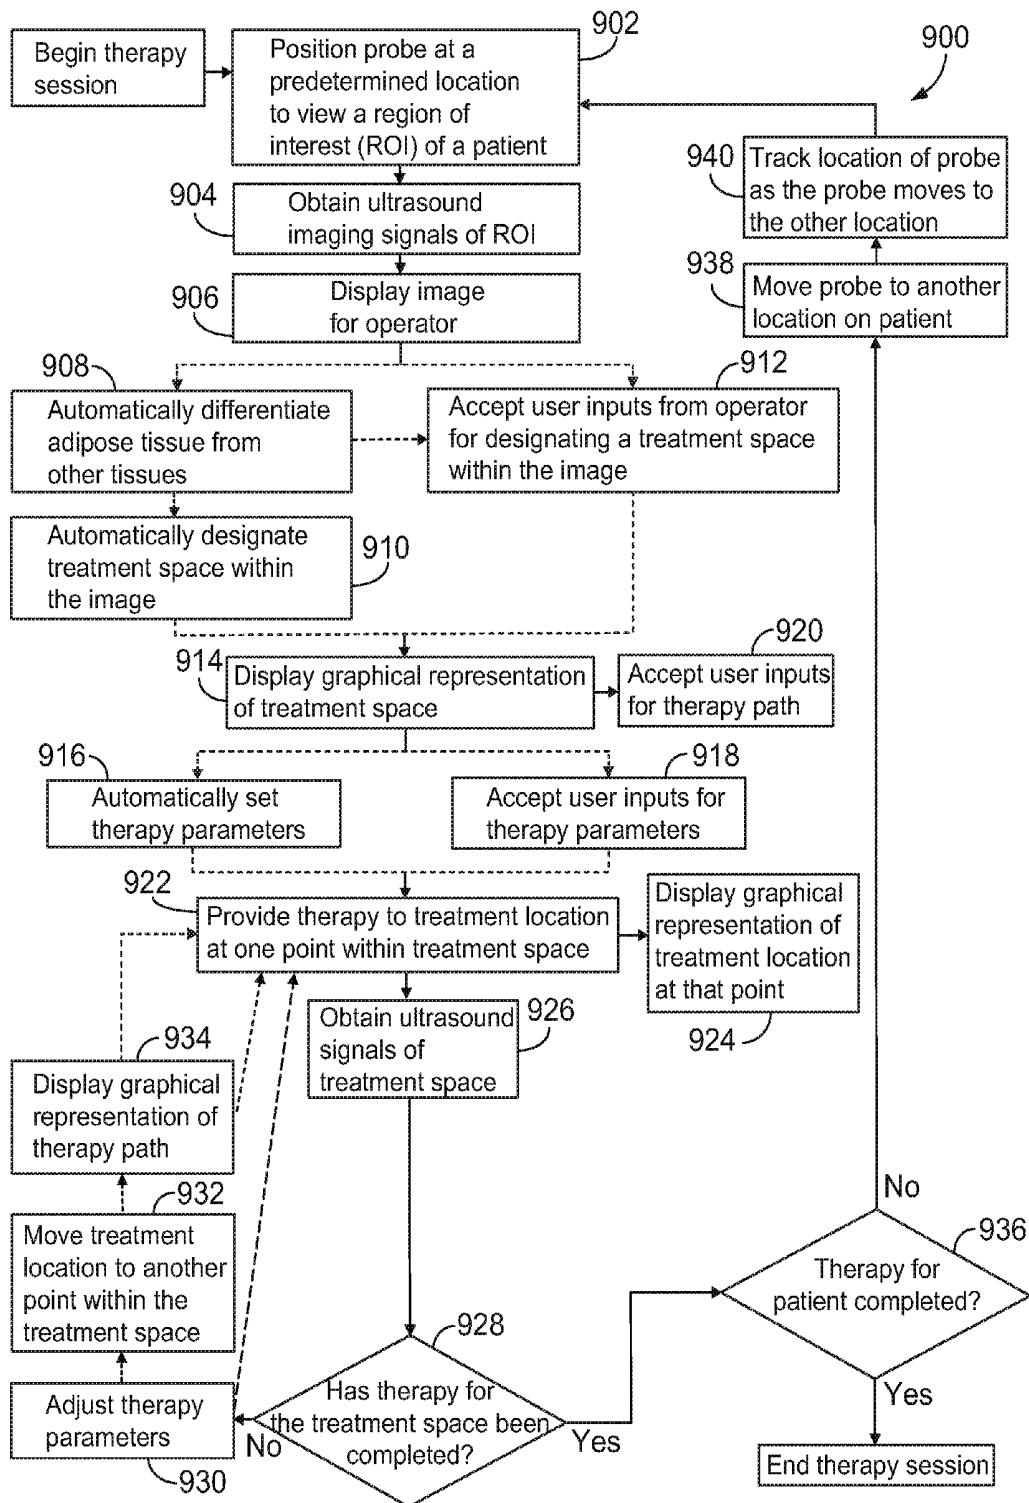 Begin therapy
session
Position probe at a
predetermined location
to view a region of
interest (ROI) of a patient
902
900
904
Obtain ultrasound
imaging signals of ROI
940
Track location of probe
as the probe moves to
the other location
906
Display image
for operator
938
Move probe to another
location on patient
908
Automatically differentiate
adipose tissue from
other tissues
912
Accept user inputs from operator
for designating a treatment space
within the image
Automatically designate
treatment space within
the image
910
914
Display graphical representation
of treatment space
920
Accept user inputs
for therapy path
916
Automatically set
therapy parameters
918
Accept user inputs for
therapy parameters
922
Provide therapy to treatment location
at one point within treatment space
Display graphical
representation of
treatment location
at that point
924
Obtain ultrasound
signals of
treatment space
926
934
Display graphical
representation of
therapy path
932
Move treatment
location to another
point within the
treatment space
No
936
Therapy for
patient completed?
928
Has therapy for
the treatment space been
completed?
No
Yes
Yes
Adjust therapy
parameters
930
End therapy session